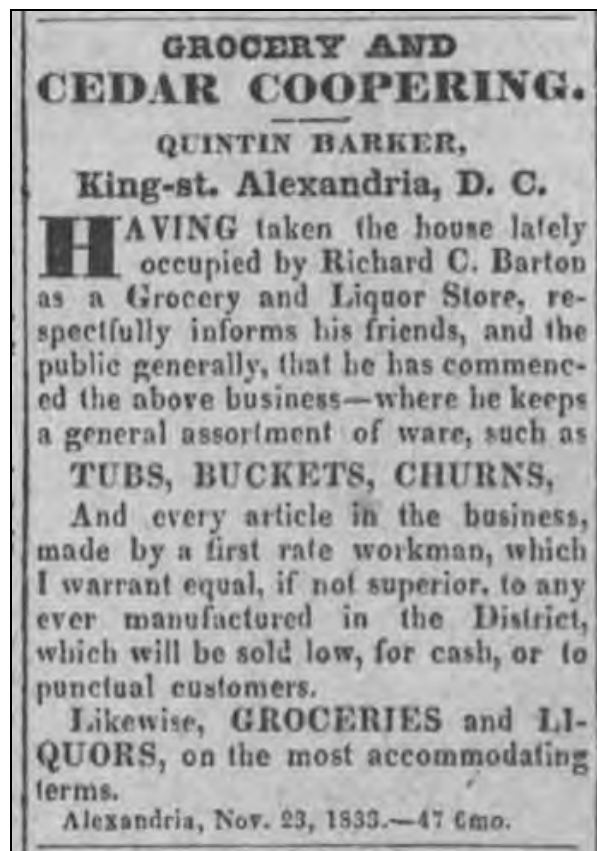 GROCERY AND
CEDAR COOPERING.
QUINTIN BARKER,
King-st. Alexandria, D. C.
HAVING taken the house lately
occupied by Richard C. Barton
as a Grocery and Liquor Store, re-
spectfully informs his friends, and the
public generally, that he has commenc-
ed the above business—where he keeps
a general assortment of ware, such as
TUBS, BUCKETS, CHURNS,
And every article in the business,
made by a first rate workman, which
I warrant equal, if not superior, to any
ever manufactured in the District,
which will be sold low, for cash, or to
punctual customers.
Likewise, GROCERIES and LI-
QUORS, on the most accommodating
terms.
Alexandria, Nov. 23, 1833.—47 6mo.